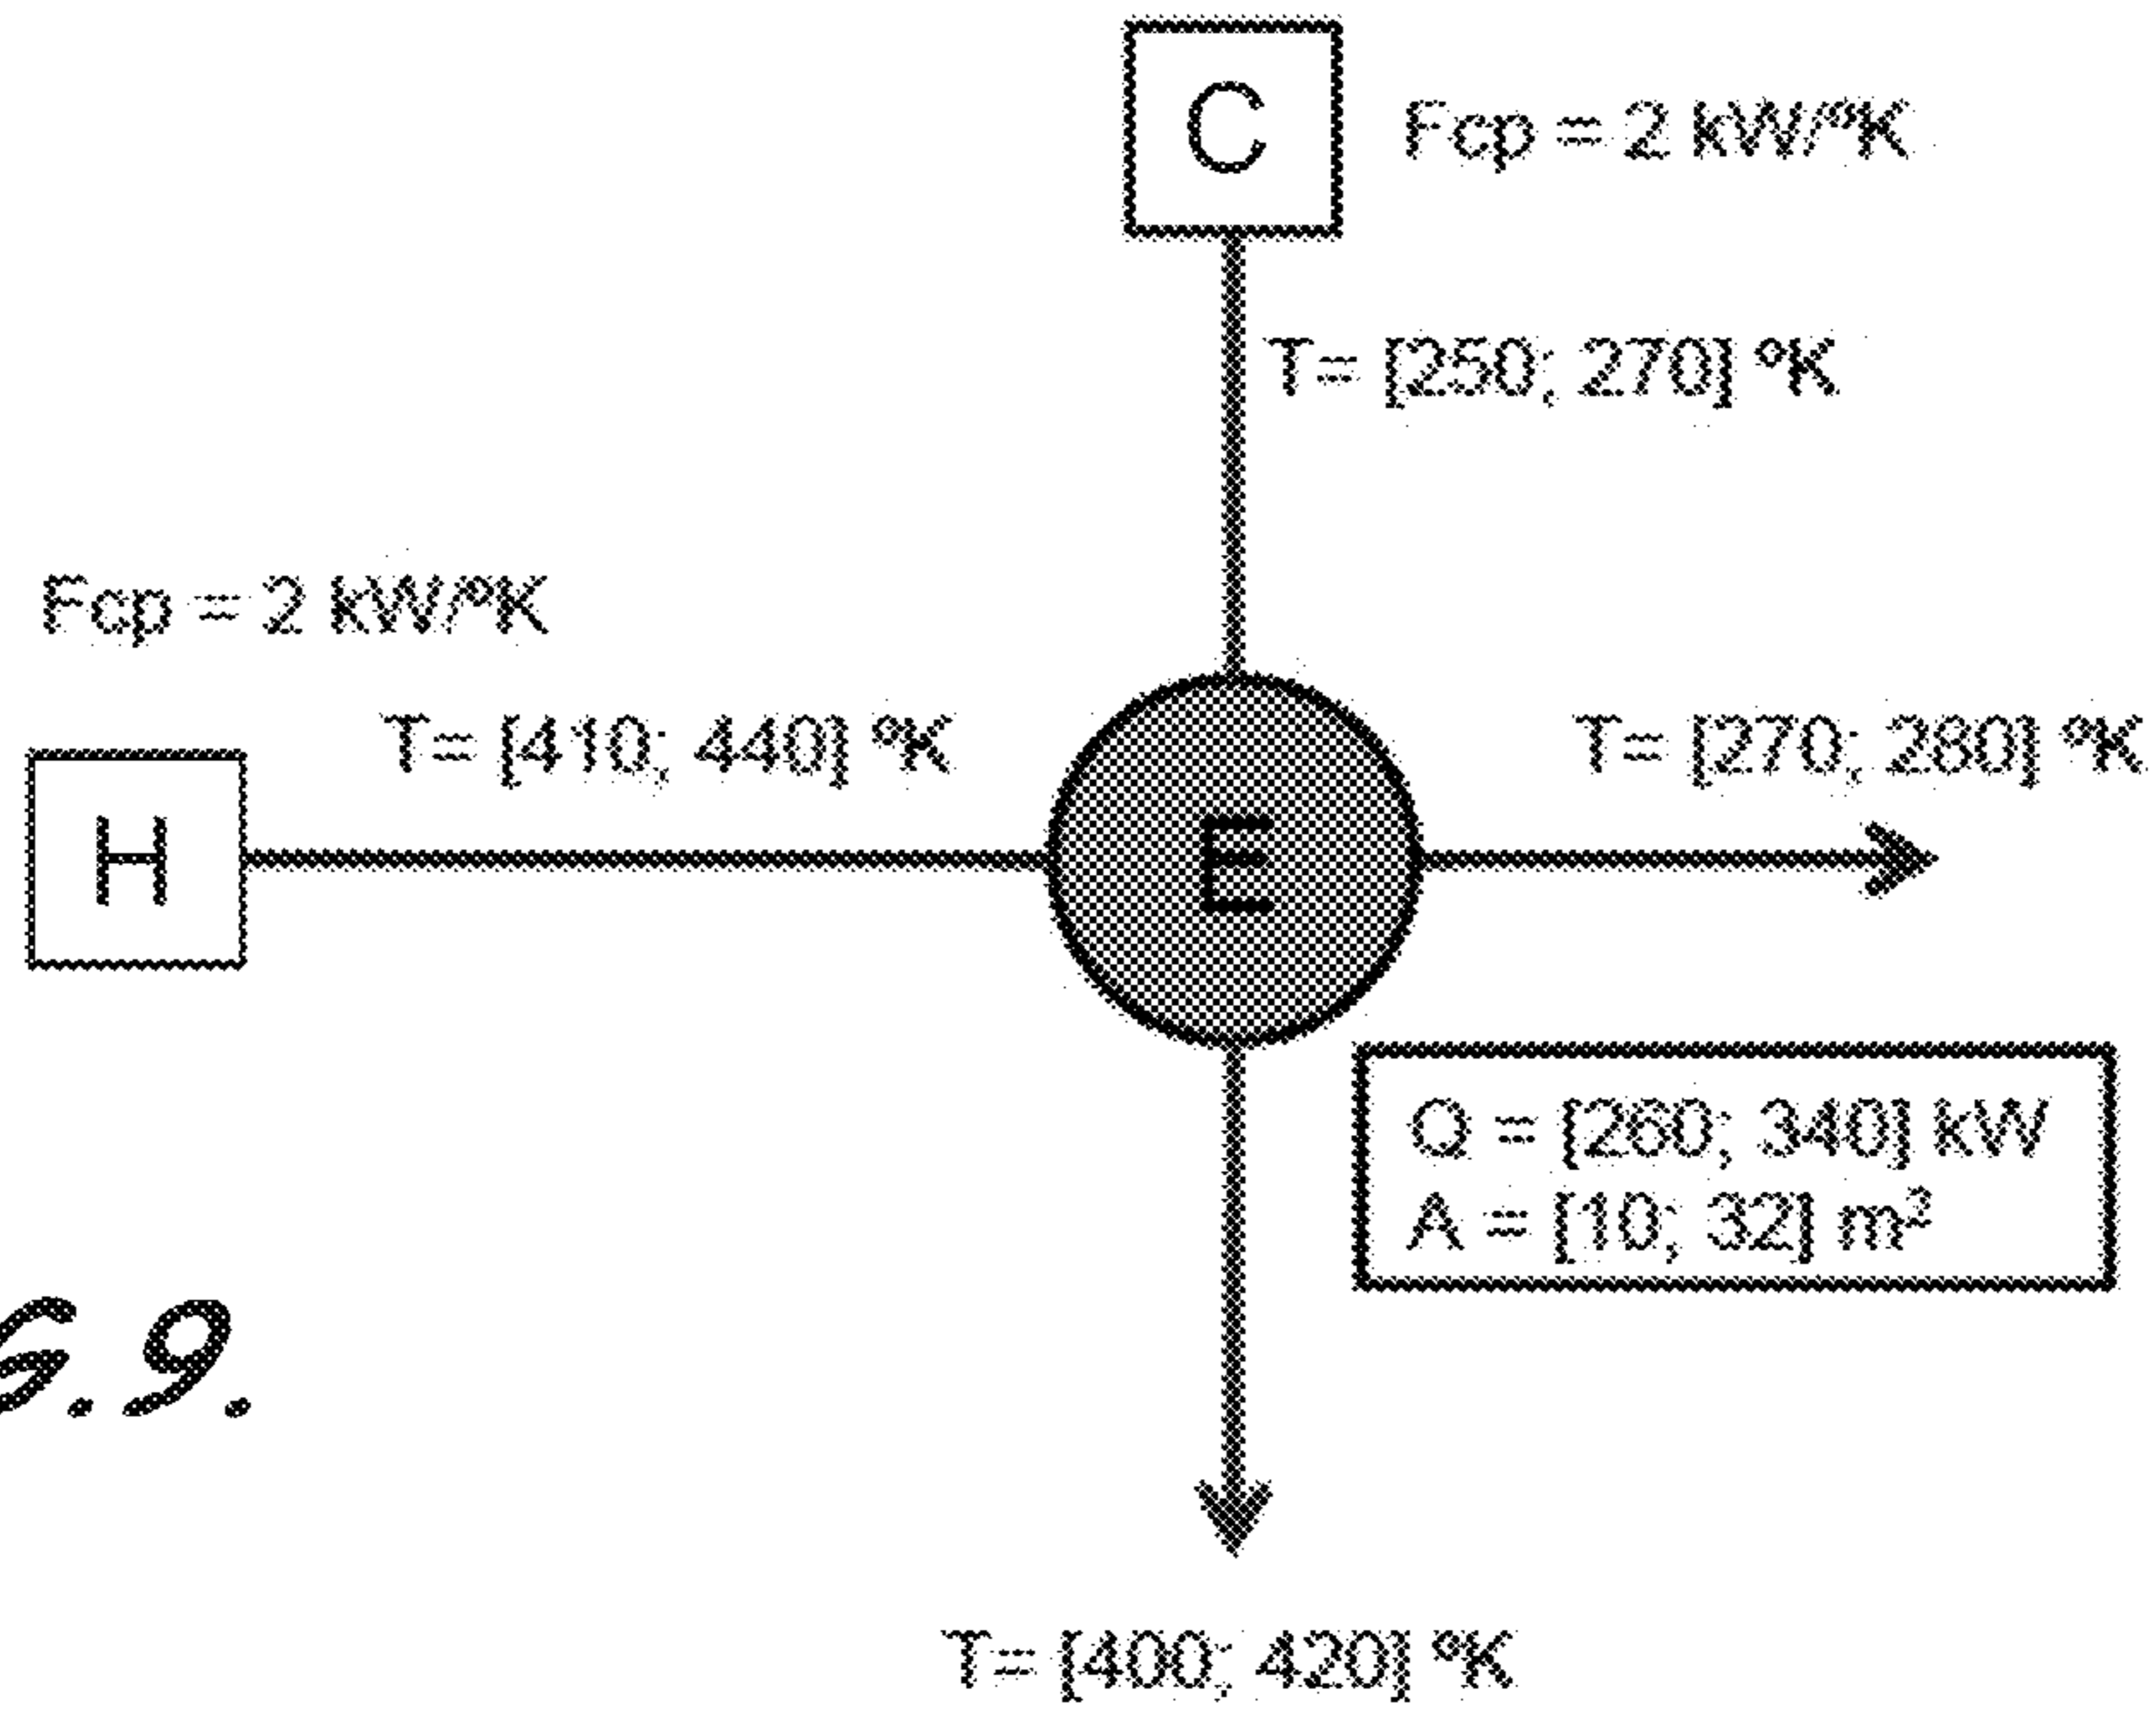 C
Fcp = 2 kW/°K
T= [250; 270] °K
Fcp = 2 kW/°K
T= [410; 440] °K
T= [270; 280] °K
H
E
Q = [260; 340] kW
A = [10; 32] m²
G.9.
T= [400; 420] °K